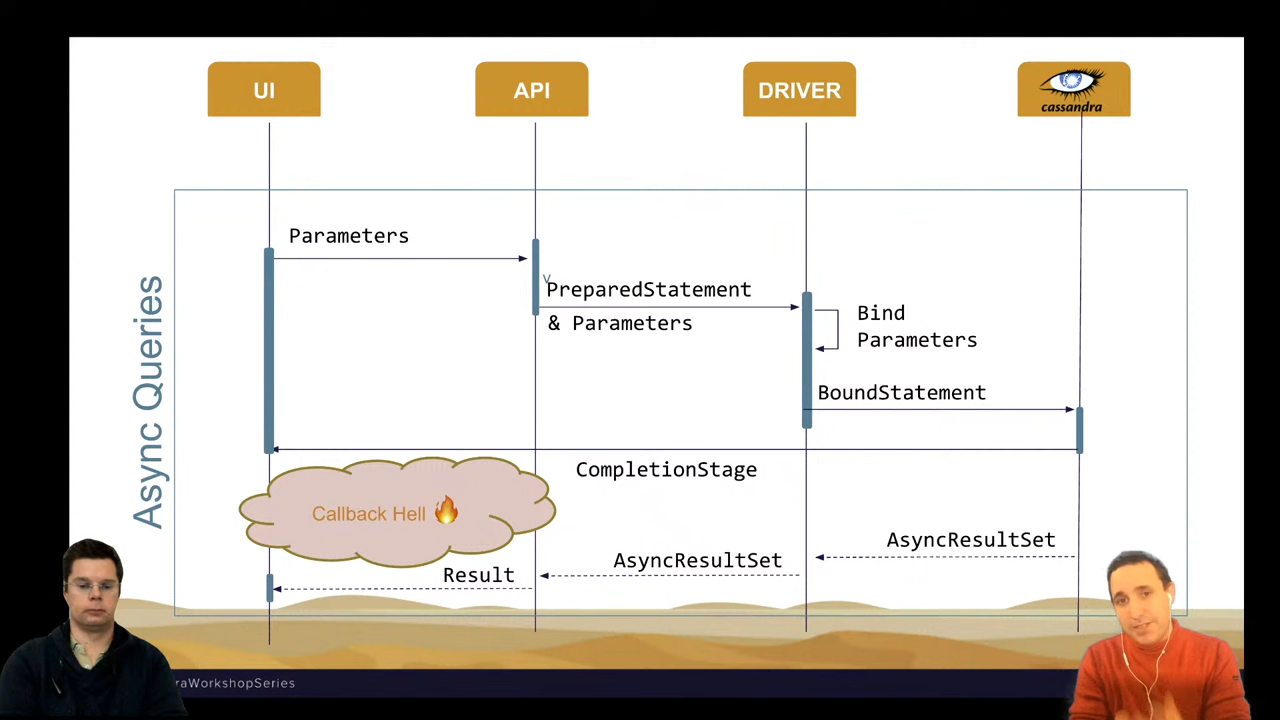 UI
API
DRIVER
cassandra
Async Queries
Parameters
v
PreparedStatement
& Parameters
Bind
Parameters
BoundStatement
CompletionStage
Callback Hell
AsyncResultSet
AsyncResultSet
Result
raWorkshopSeries